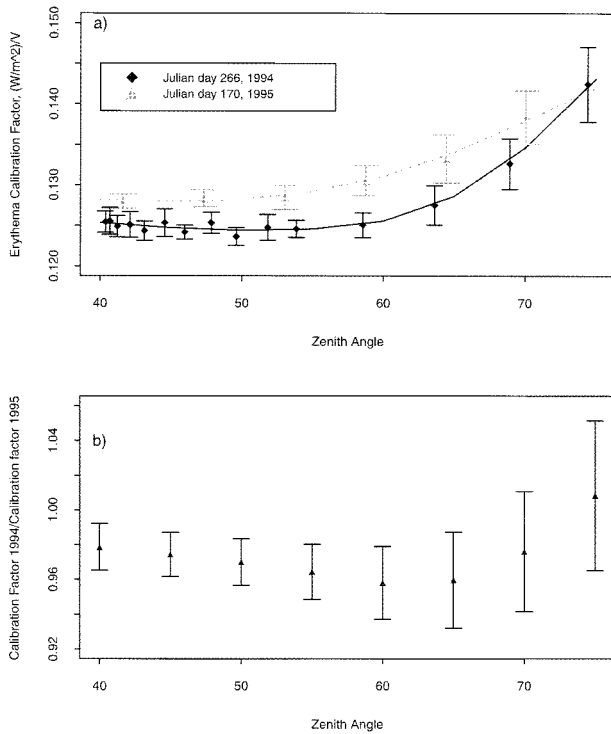 a)
Erythema Calibration Factor, (W/m^2)/V
0.150
0.140
0.130
0.120
Julian day 266, 1994
Julian day 170, 1995
40
50
60
70
Zenith Angle
b)
Calibration Factor 1994/Calibration factor 1995
1.04
1.00
0.96
0.92
40
50
60
70
Zenith Angle